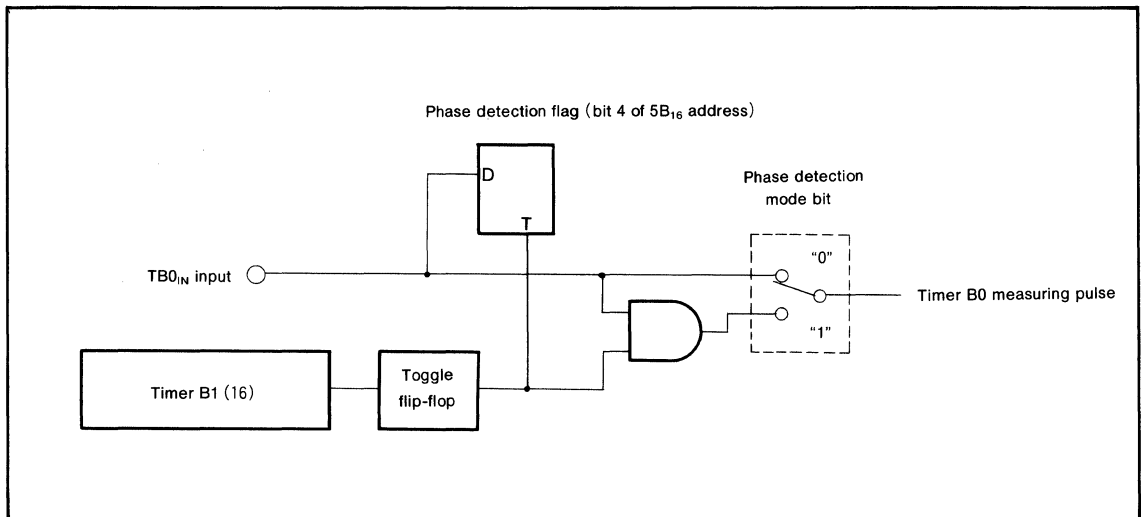 Phase detection flag (bit 4 of 5B₁₆ address)
D
T
Phase detection
mode bit
"0"
TB0IN input
Timer B0 measuring pulse
"1"
Timer B1 (16)
Toggle
flip-flop